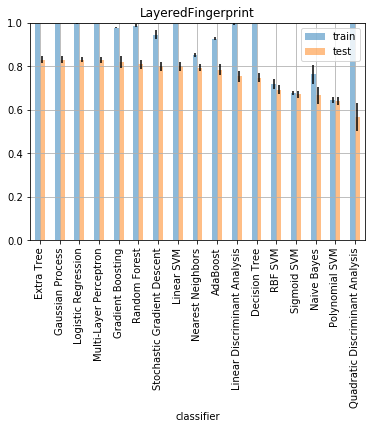 LayeredFingerprint
1.0
train
test
0.8
0.6
0.4
0.2
0.0
Extra Tree
Gaussian Process
Logistic Regression
Multi-Layer Perceptron
Gradient Boosting
Random Forest
Stochastic Gradient Descent
Linear SVM
Nearest Neighbors
AdaBoost
Linear Discriminant Analysis
Decision Tree
RBF SVM
Sigmoid SVM
Naive Bayes
Polynomial SVM
Quadratic Discriminant Analysis
classifier